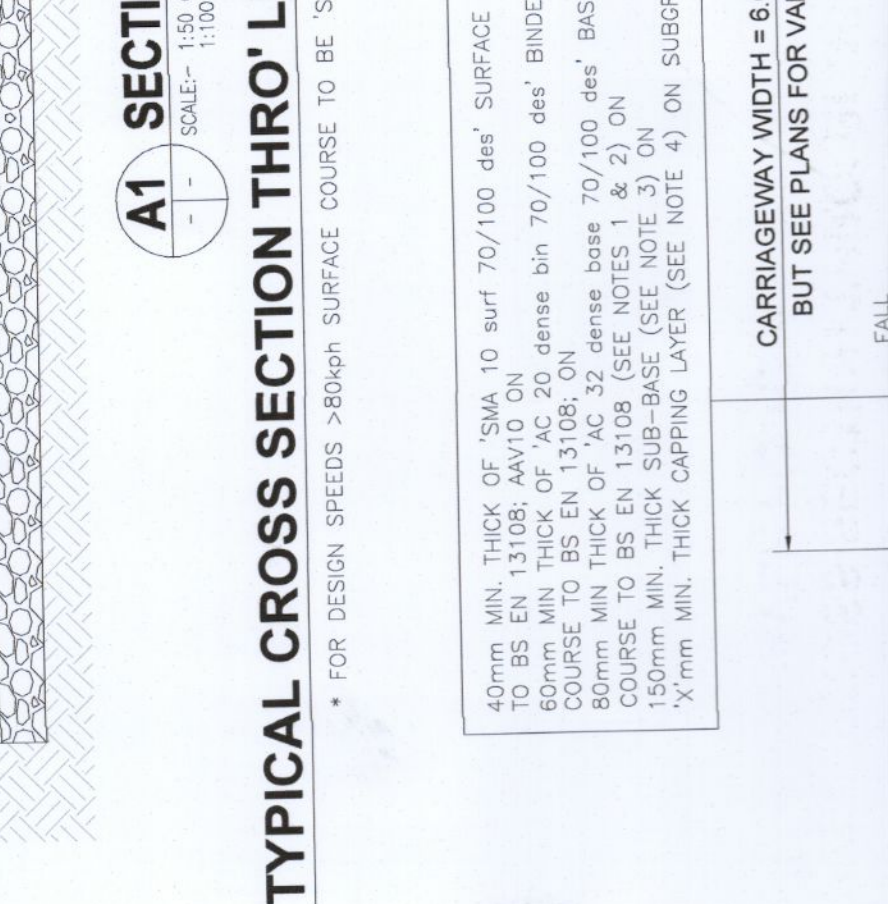 A1 SECTI
SCALE:- 1:50
1:100
- -
TYPICAL CROSS SECTION THRO' L
* FOR DESIGN SPEEDS >80kph SURFACE COURSE TO BE 'S
40mm MIN. THICK OF 'SMA 10 surf 70/100 des' SURFACE
TO BS EN 13108; AAV10 ON
60mm MIN THICK OF 'AC 20 dense bin 70/100 des' BINDE
COURSE TO BS EN 13108; ON
80mm MIN THICK OF 'AC 32 dense base 70/100 des' BAS
COURSE TO BS EN 13108 (SEE NOTES 1 & 2) ON
150mm MIN. THICK SUB-BASE (SEE NOTE 3) ON
'X'mm MIN. THICK CAPPING LAYER (SEE NOTE 4) ON SUBGR
CARRIAGEWAY WIDTH = 6.
BUT SEE PLANS FOR VA
FALL